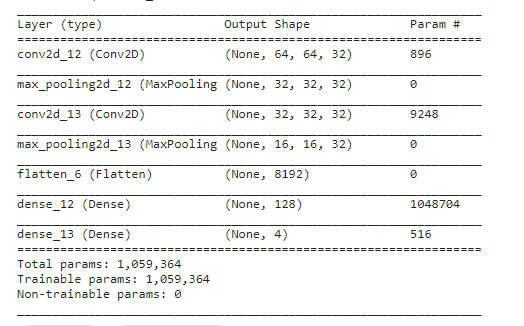 Layer (type) Output Shape Param #
=================================================================
conv2d_12 (Conv2D) (None, 64, 64, 32) 896
_________________________________________________________________
max_pooling2d_12 (MaxPooling (None, 32, 32, 32) 0
_________________________________________________________________
conv2d_13 (Conv2D) (None, 32, 32, 32) 9248
_________________________________________________________________
max_pooling2d_13 (MaxPooling (None, 16, 16, 32) 0
_________________________________________________________________
flatten_6 (Flatten) (None, 8192) 0
_________________________________________________________________
dense_12 (Dense) (None, 128) 1048704
_________________________________________________________________
dense_13 (Dense) (None, 4) 516
=================================================================
Total params: 1,059,364
Trainable params: 1,059,364
Non-trainable params: 0
_________________________________________________________________